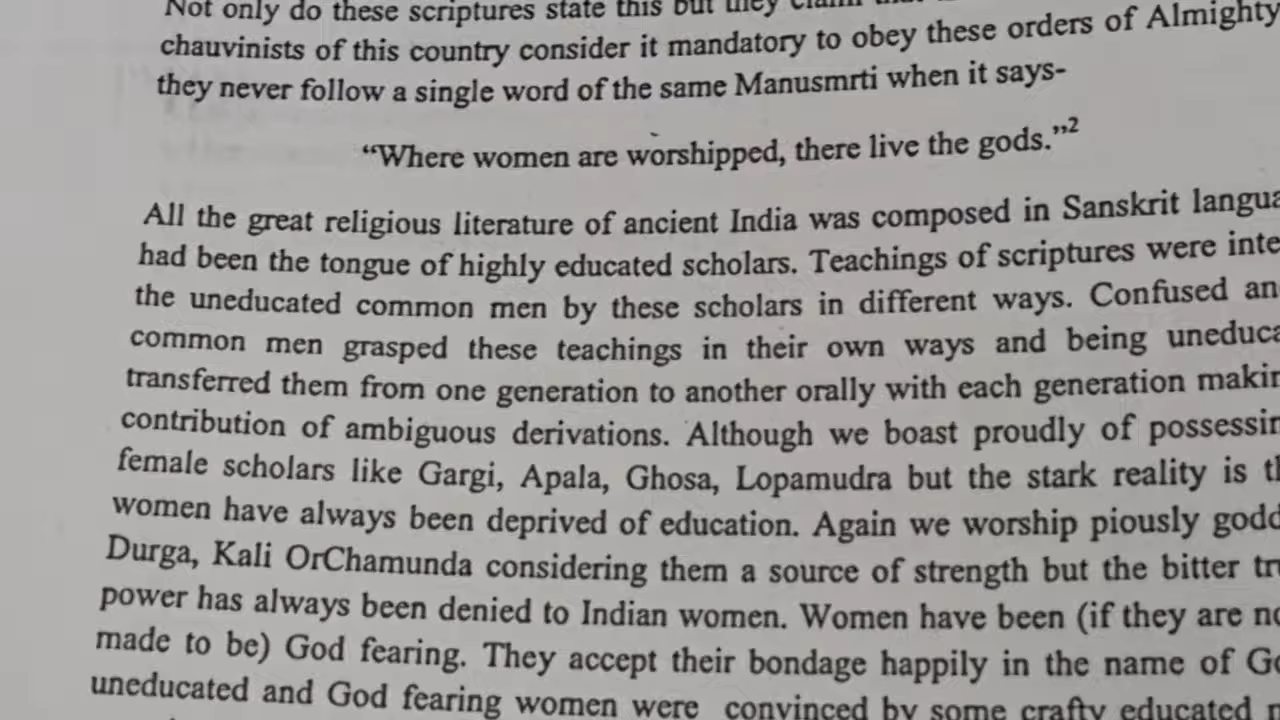 Not only do these scriptures state this but they claim
chauvinists of this country consider it mandatory to obey these orders of Almighty
they never follow a single word of the same Manusmrti when it says-
“Where women are worshipped, there live the gods.”2
All the great religious literature of ancient India was composed in Sanskrit
had been the tongue of highly educated scholars. Teachings of scriptures were
the uneducated common men by these scholars in different ways. Confused
common men grasped these teachings in their own ways and being
transferred them from one generation to another orally with each generation
contribution of ambiguous derivations. Although we boast proudly of
female scholars like Gargi, Apala, Ghosa, Lopamudra but the stark reality is
women have always been deprived of education. Again we worship piously
Durga, Kali OrChamunda considering them a source of strength but the bitter
power has always been denied to Indian women. Women have been (if they are
made to be) God fearing. They accept their bondage happily in the name of
uneducated and God fearing women were convinced by some crafty educated